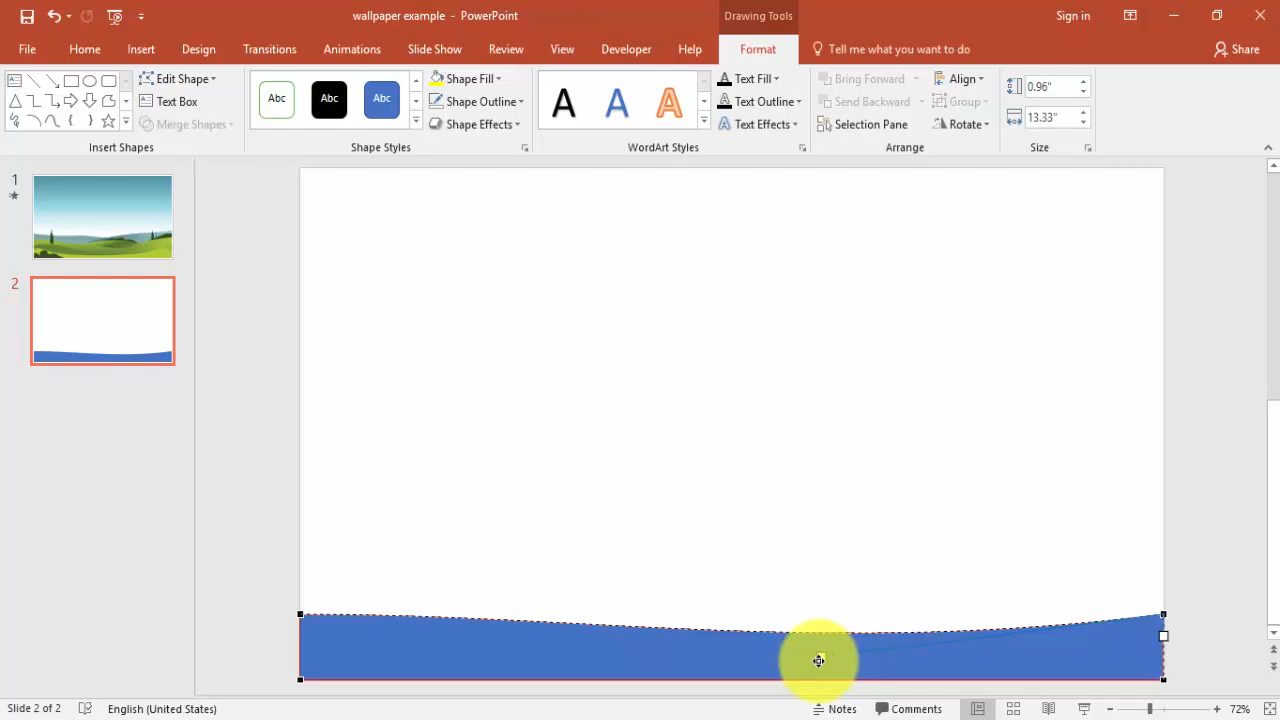 wallpaper example - PowerPoint
Drawing Tools
Sign in
File Home Insert Design Transitions Animations Slide Show Review View Developer Help Format Tell me what you want to do Share
Edit Shape
Text Box
Merge Shapes
Insert Shapes
Abc Abc Abc
Shape Fill
Shape Outline
Shape Effects
Shape Styles
A A A
Text Fill
Text Outline
Text Effects
WordArt Styles
Bring Forward
Send Backward
Selection Pane
Align
Group
Rotate
Arrange
0.96"
13.33"
Size
1
2
Slide 2 of 2 English (United States) Notes Comments 72%